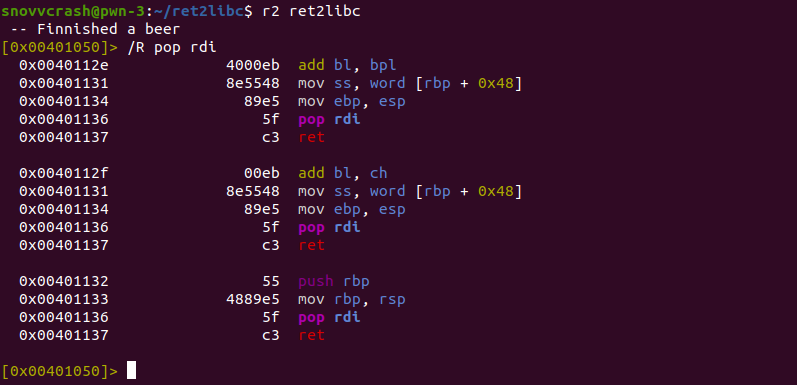 snovvcrash@pwn-3:~/ret2libc$ r2 ret2libc
 -- Finnished a beer
[0x00401050]> /R pop rdi
  0x0040112e             4000eb  add bl, bpl
  0x00401131             8e5548  mov ss, word [rbp + 0x48]
  0x00401134               89e5  mov ebp, esp
  0x00401136                 5f  pop rdi
  0x00401137                 c3  ret

  0x0040112f               00eb  add bl, ch
  0x00401131             8e5548  mov ss, word [rbp + 0x48]
  0x00401134               89e5  mov ebp, esp
  0x00401136                 5f  pop rdi
  0x00401137                 c3  ret

  0x00401132                 55  push rbp
  0x00401133             4889e5  mov rbp, rsp
  0x00401136                 5f  pop rdi
  0x00401137                 c3  ret

[0x00401050]>